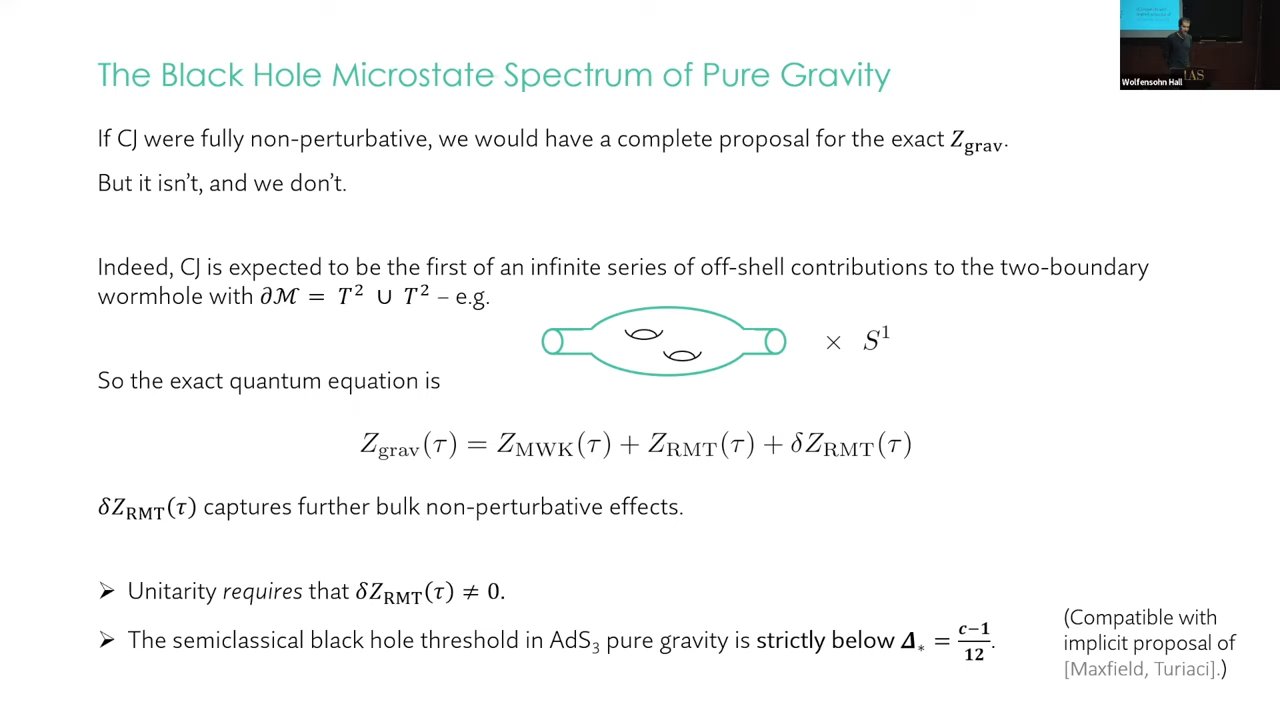 The Black Hole Microstate Spectrum of Pure Gravity
Wolfensohn Hall
IAS
If CJ were fully non-perturbative, we would have a complete proposal for the exact Z_grav.
But it isn't, and we don't.
Indeed, CJ is expected to be the first of an infinite series of off-shell contributions to the two-boundary
wormhole with ∂ℳ = T² ∪ T² – e.g.
× S¹
So the exact quantum equation is
Z_grav(τ) = Z_MWK(τ) + Z_RMT(τ) + δZ_RMT(τ)
δZ_RMT(τ) captures further bulk non-perturbative effects.
➢ Unitarity requires that δZ_RMT(τ) ≠ 0.
➢ The semiclassical black hole threshold in AdS₃ pure gravity is strictly below Δ_* = (c−1)/12.
(Compatible with
implicit proposal of
[Maxfield, Turiaci].)